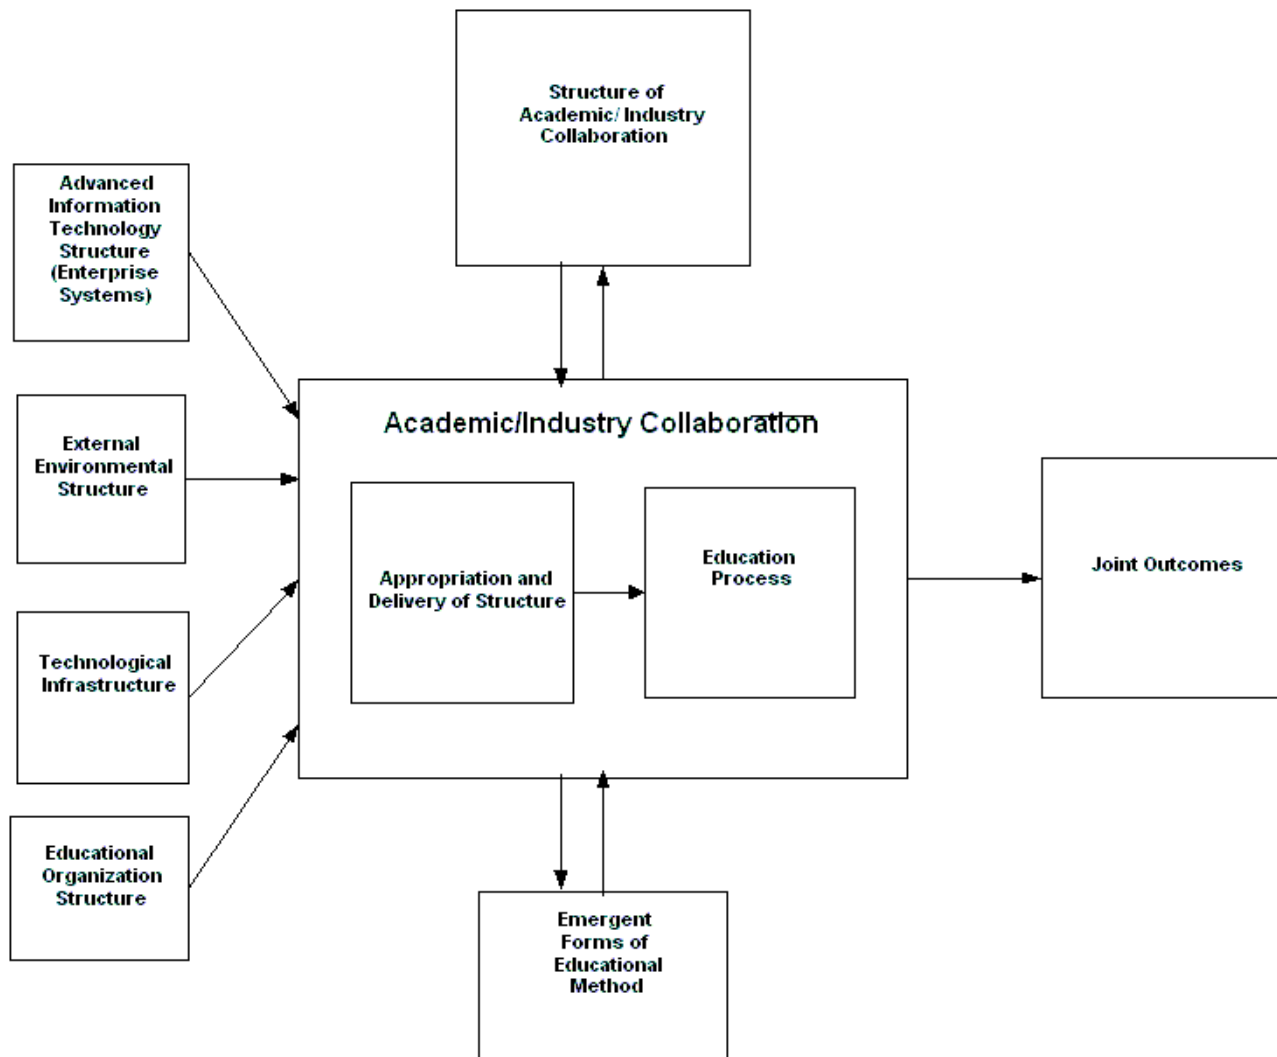 Structure of
Academic/ Industry
Collaboration
Advanced
Information
Technology
Structure
(Enterprise
Systems)
External
Environmental
Structure
Technological
Infrastructure
Educational
Organization
Structure
Academic/Industry Collaboration
Appropriation and
Delivery of Structure
Education
Process
Joint Outcomes
Emergent
Forms of
Educational
Method